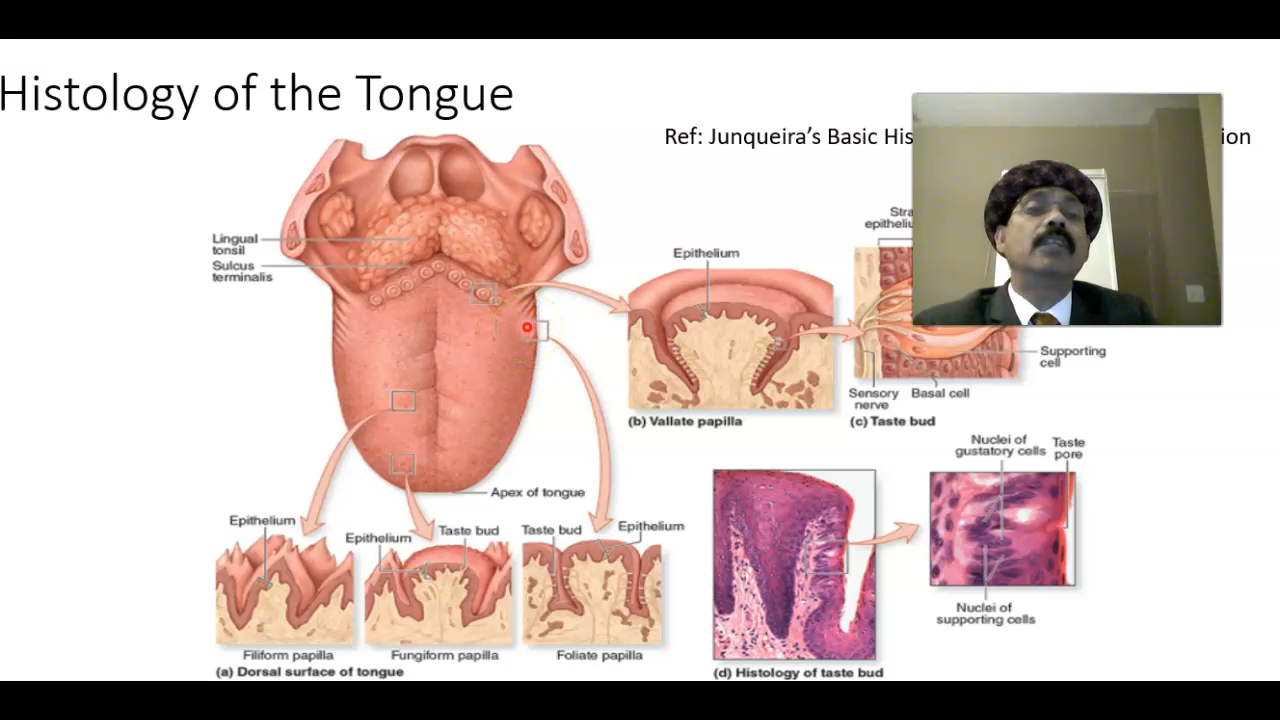 Histology of the Tongue
Ref: Junqueira's Basic
Lingual
tonsil
Sulcus
terminalis
Epithelium
Supporting
cell
Sensory
nerve
Basal cell
(b) Vallate papilla
(c) Taste bud
Nuclei of
gustatory cells
Taste
pore
Apex of tongue
Epithelium
Epithelium
Taste bud
Taste bud
Epithelium
Nuclei of
supporting cells
Filiform papilla
Fungiform papilla
Foliate papilla
(a) Dorsal surface of tongue
(d) Histology of taste bud